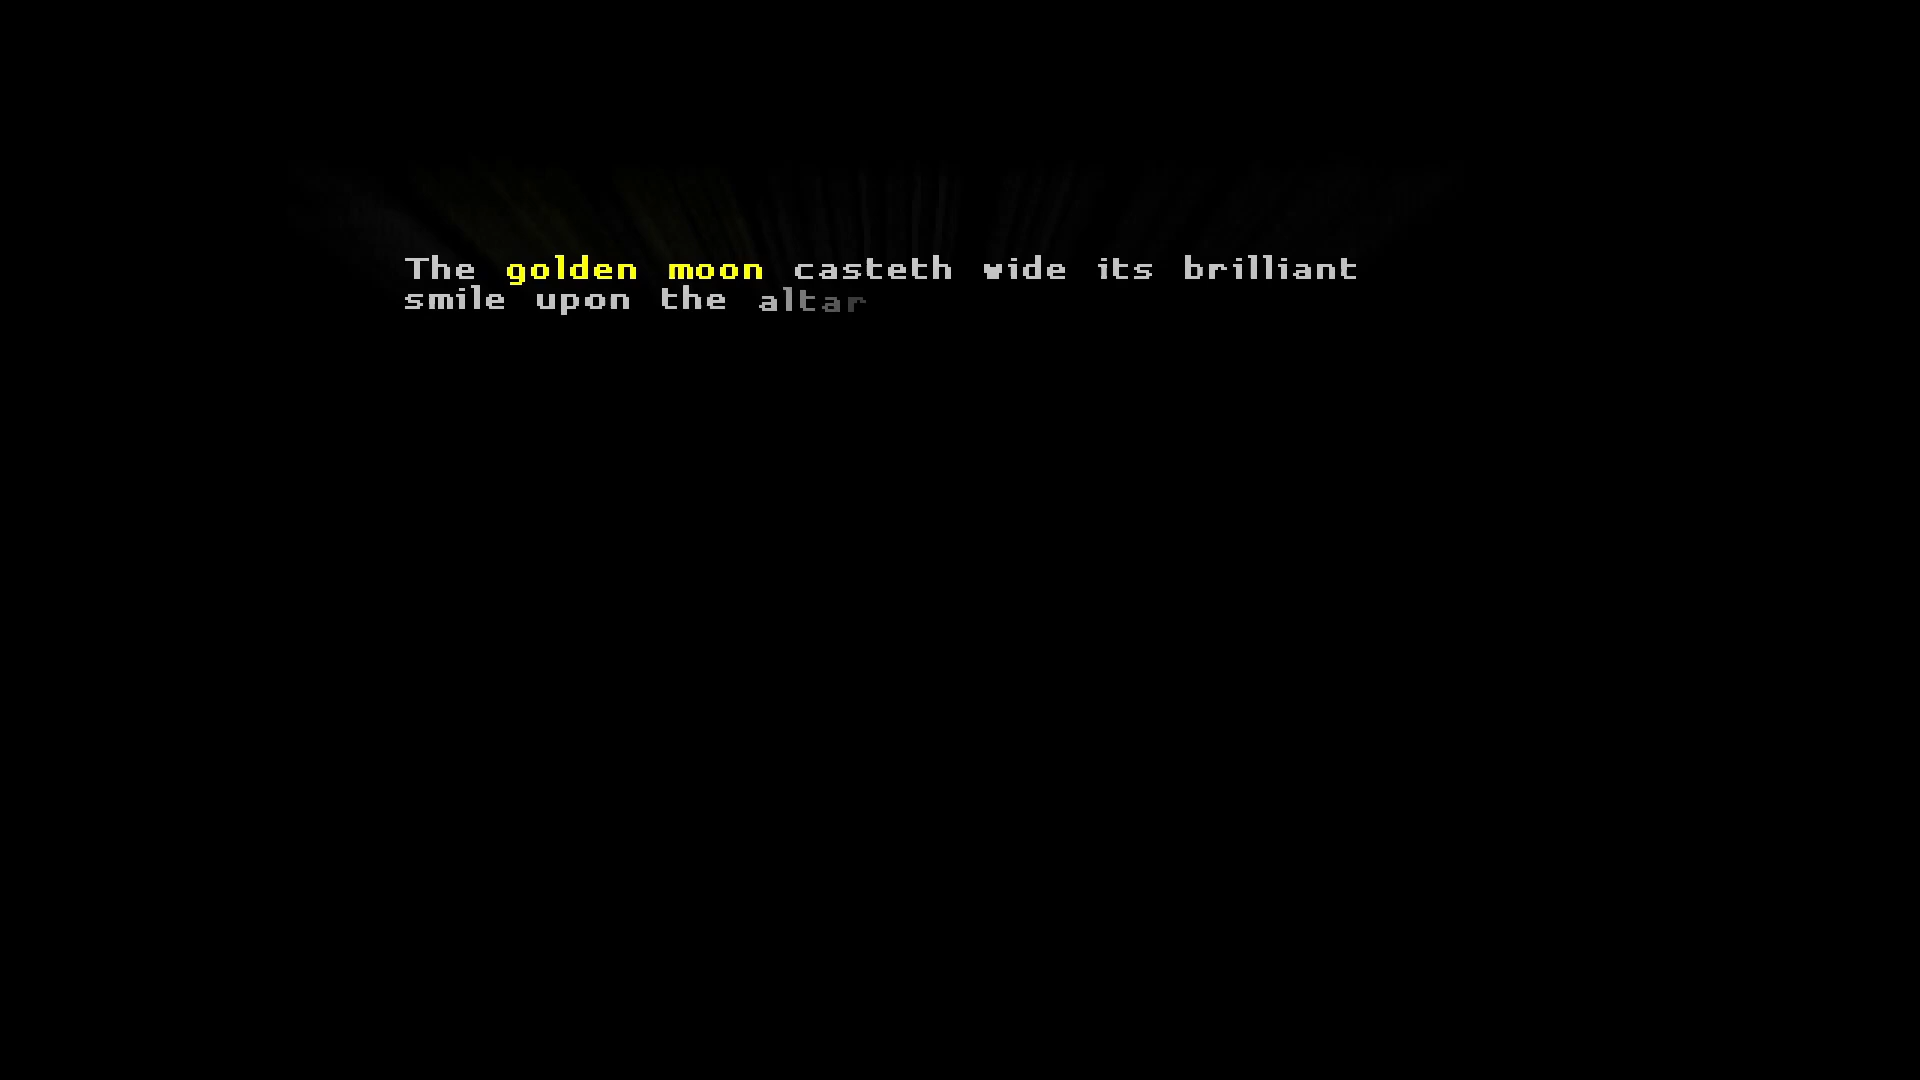 The golden moon casteth wide its brilliant
smile upon the altar